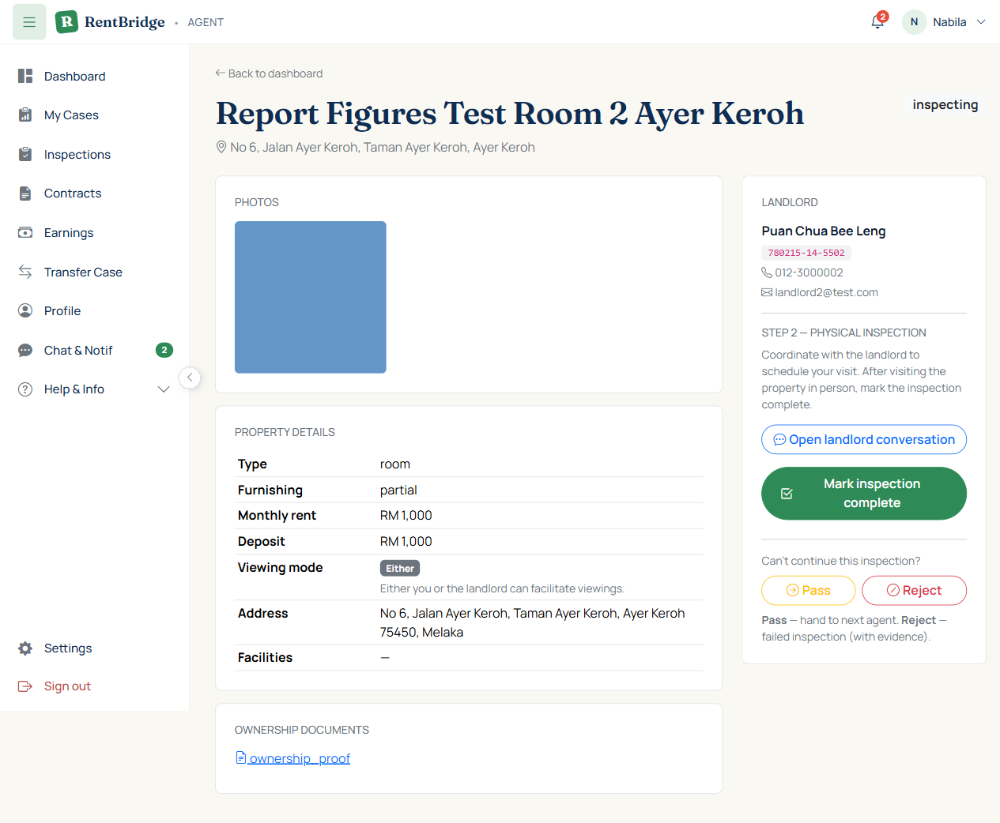 R RentBridge · AGENT
2
N Nabila
Dashboard
My Cases
Inspections
Contracts
Earnings
Transfer Case
Profile
Chat & Notif 2
Help & Info
Settings
Sign out
← Back to dashboard
Report Figures Test Room 2 Ayer Keroh
inspecting
No 6, Jalan Ayer Keroh, Taman Ayer Keroh, Ayer Keroh
PHOTOS
PROPERTY DETAILS
Type room
Furnishing partial
Monthly rent RM 1,000
Deposit RM 1,000
Viewing mode Either
Either you or the landlord can facilitate viewings.
Address No 6, Jalan Ayer Keroh, Taman Ayer Keroh, Ayer Keroh
75450, Melaka
Facilities —
OWNERSHIP DOCUMENTS
ownership_proof
LANDLORD
Puan Chua Bee Leng
780215-14-5502
012-3000002
landlord2@test.com
STEP 2 — PHYSICAL INSPECTION
Coordinate with the landlord to
schedule your visit. After visiting the
property in person, mark the inspection
complete.
Open landlord conversation
Mark inspection
complete
Can't continue this inspection?
Pass
Reject
Pass — hand to next agent. Reject —
failed inspection (with evidence).